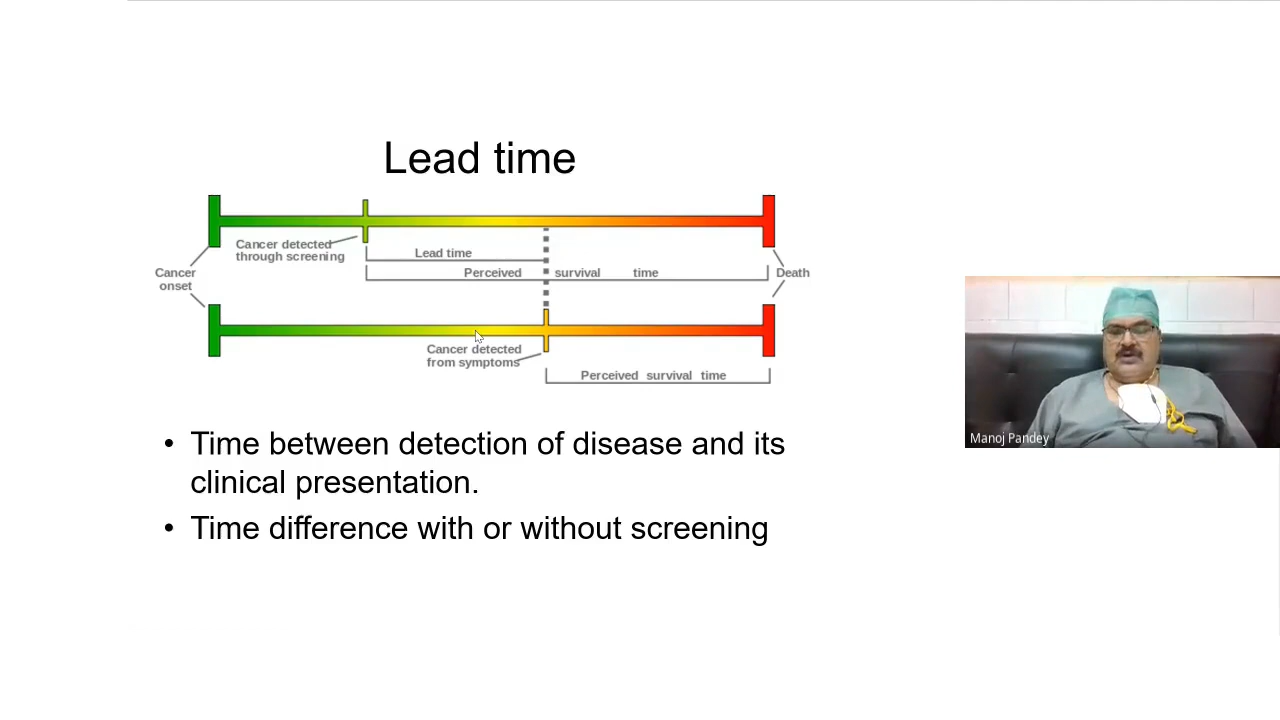 Lead time
Cancer detected
through screening
Lead time
Perceived survival time
Cancer
onset
Death
Cancer detected
from symptoms
Perceived survival time
• Time between detection of disease and its
clinical presentation.
• Time difference with or without screening
Manoj Pandey